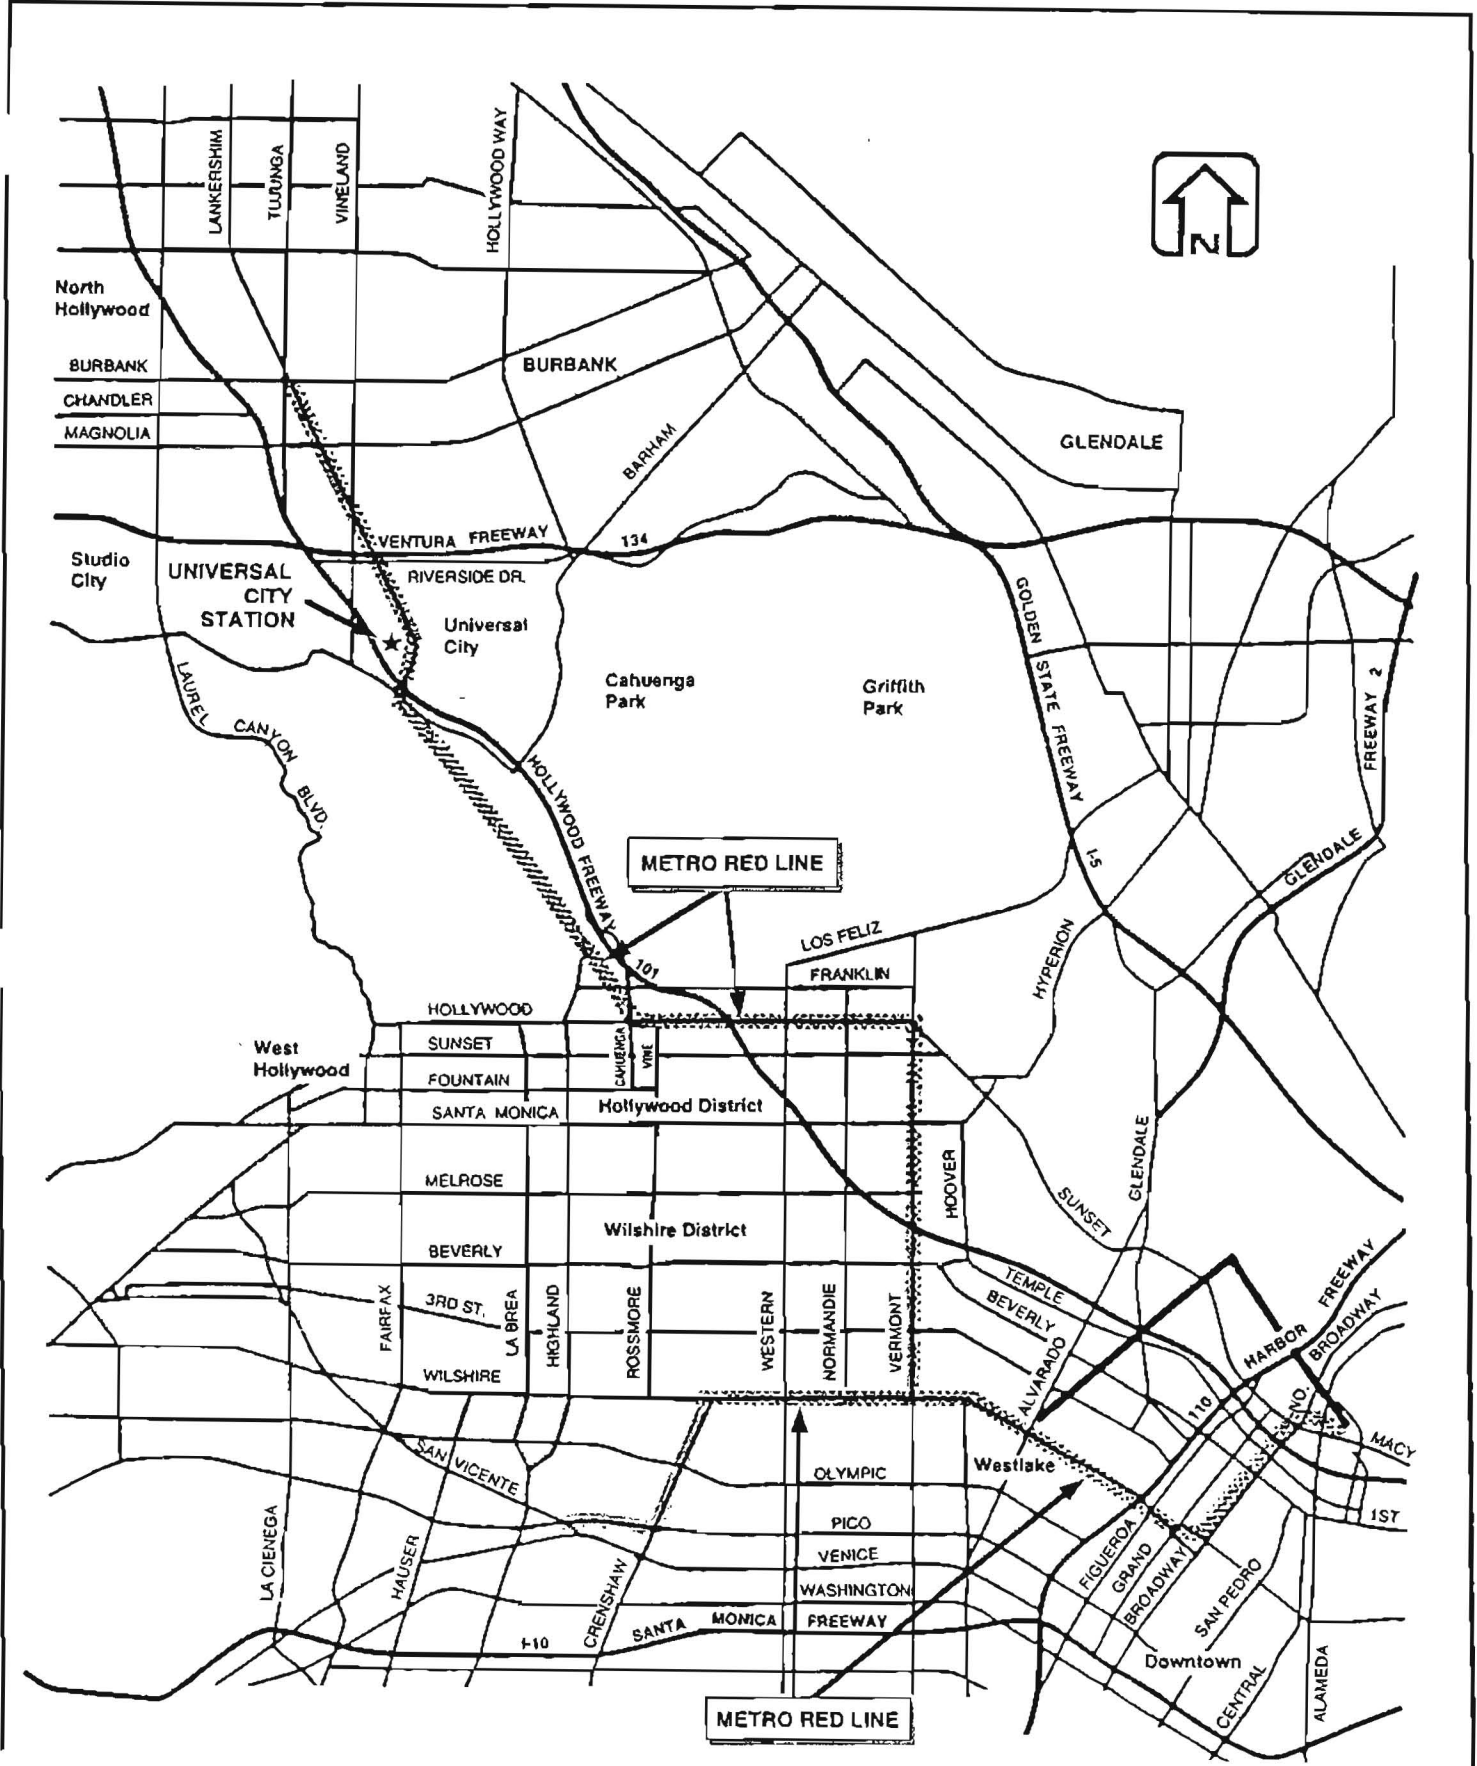 LANKERSHIM
TUJUNGA
VINELAND
HOLLYWOOD WAY
N
North
Hollywood
BURBANK
CHANDLER
MAGNOLIA
BURBANK
BARHAM
GLENDALE
VENTURA FREEWAY
134
RIVERSIDE DR.
Studio
City
UNIVERSAL
CITY
STATION
Universal
City
Cahuenga
Park
Griffith
Park
GOLDEN STATE FREEWAY
I-5
FREEWAY 2
GLENDALE
LAUREL CANYON BLVD.
HOLLYWOOD FREEWAY
101
METRO RED LINE
LOS FELIZ
FRANKLIN
HYPERION
HOLLYWOOD
SUNSET
FOUNTAIN
SANTA MONICA
CAHUENGA
VINE
West
Hollywood
Hollywood District
MELROSE
Wilshire District
BEVERLY
HOOVER
GLENDALE
SUNSET
FAIRFAX
3RD ST.
LA BREA
HIGHLAND
ROSSMORE
WESTERN
NORMANDIE
VERMONT
TEMPLE
BEVERLY
ALVARADO
HARBOR FREEWAY
BROADWAY
110
WILSHIRE
SAN VICENTE
OLYMPIC
Westlake
MACY
1ST
PICO
VENICE
WASHINGTON
SANTA MONICA FREEWAY
I-10
LA CIENEGA
HAUSER
CRENSHAW
FIGUEROA
GRAND
BROADWAY
SAN PEDRO
Downtown
CENTRAL
ALAMEDA
METRO RED LINE